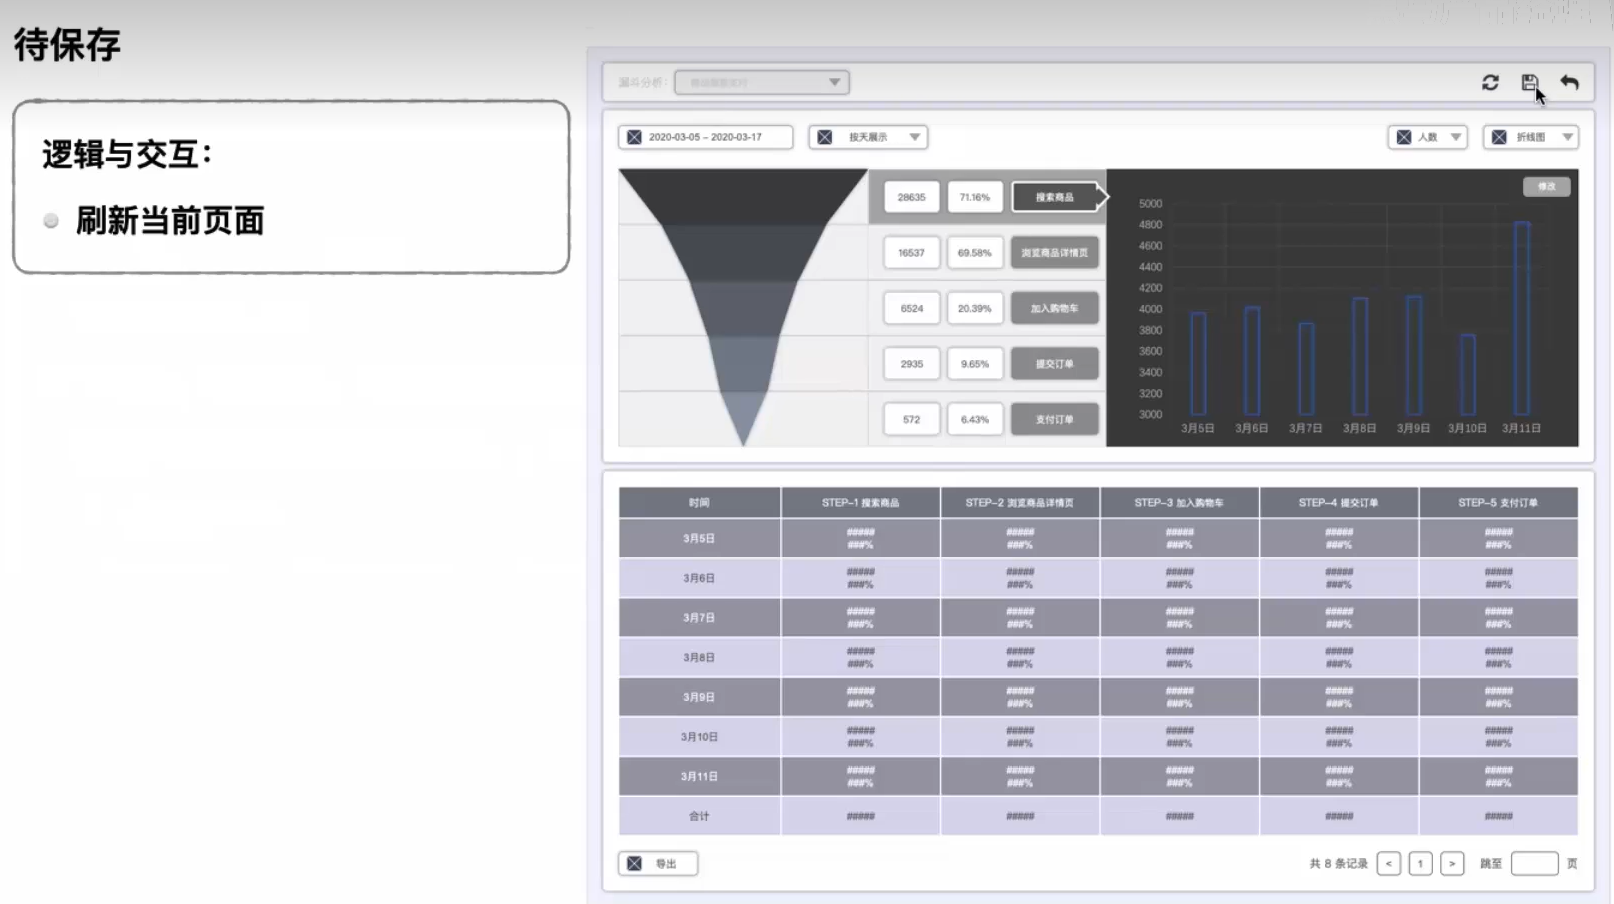 待保存
逻辑与交互：
刷新当前页面
漏斗分析：
2020-03-05 – 2020-03-17
按天展示
人数
折线图
28635 71.16% 搜索商品
16537 69.58% 浏览商品详情页
6524 20.39% 加入购物车
2935 9.65% 提交订单
572 6.43% 支付订单
修改
5000
4800
4600
4400
4200
4000
3800
3600
3400
3200
3000
3月5日 3月6日 3月7日 3月8日 3月9日 3月10日 3月11日
时间 STEP–1 搜索商品 STEP–2 浏览商品详情页 STEP–3 加入购物车 STEP–4 提交订单 STEP–5 支付订单
3月5日 ##### ##### ##### ##### #####
###% ###% ###% ###% ###%
3月6日 ##### ##### ##### ##### #####
###% ###% ###% ###% ###%
3月7日 ##### ##### ##### ##### #####
###% ###% ###% ###% ###%
3月8日 ##### ##### ##### ##### #####
###% ###% ###% ###% ###%
3月9日 ##### ##### ##### ##### #####
###% ###% ###% ###% ###%
3月10日 ##### ##### ##### ##### #####
###% ###% ###% ###% ###%
3月11日 ##### ##### ##### ##### #####
###% ###% ###% ###% ###%
合计 ##### ##### ##### ##### #####
导出
共 8 条记录 < 1 > 跳至 页